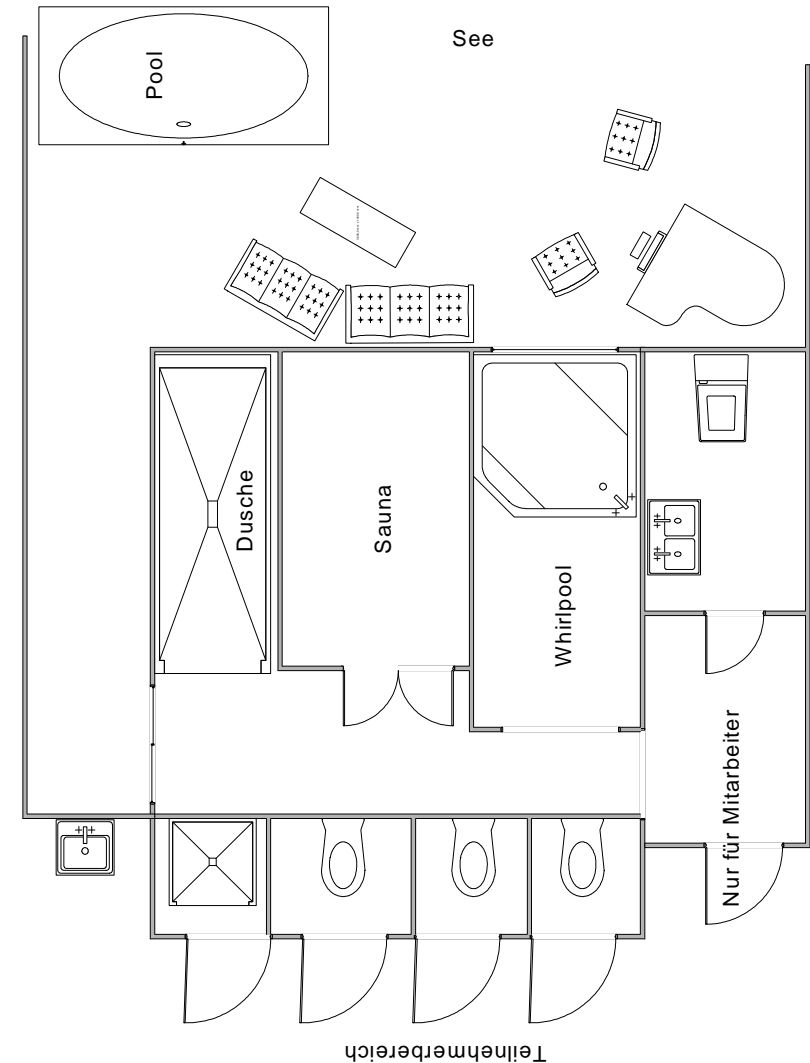 See
Pool
Dusche
Sauna
Whirlpool
Nur für Mitarbeiter
Teilnehmerbereich